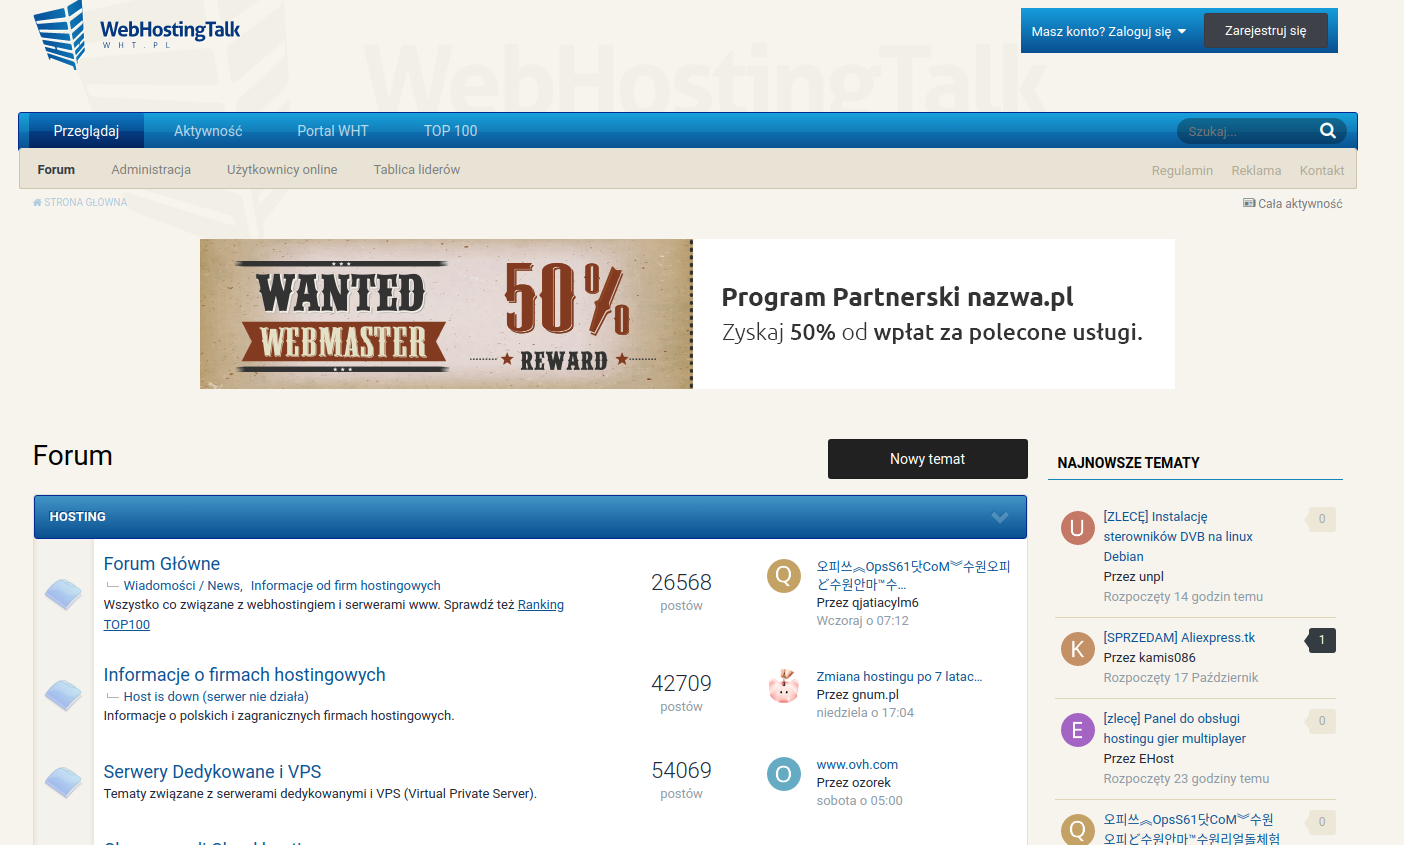 WebHostingTalk
WHT.PL
Masz konto? Zaloguj się
Zarejestruj się
WebHostingTalk
Przeglądaj
Aktywność
Portal WHT
TOP 100
Szukaj...
Forum
Administracja
Użytkownicy online
Tablica liderów
Regulamin
Reklama
Kontakt
STRONA GŁÓWNA
Cała aktywność
WANTED
WEBMASTER
50%
REWARD
Program Partnerski nazwa.pl
Zyskaj 50% od wpłat za polecone usługi.
Forum
Nowy temat
HOSTING
Forum Główne
Wiadomości / News, Informacje od firm hostingowych
Wszystko co związane z webhostingiem i serwerami www. Sprawdź też Ranking
TOP100
26568
postów
Q
오피쓰︽OpsS61닷CoM︾수원오피
ど수원안마™수...
Przez qjatiacylm6
Wczoraj o 07:12
Informacje o firmach hostingowych
Host is down (serwer nie działa)
Informacje o polskich i zagranicznych firmach hostingowych.
42709
postów
Zmiana hostingu po 7 latac...
Przez gnum.pl
niedziela o 17:04
Serwery Dedykowane i VPS
Tematy związane z serwerami dedykowanymi i VPS (Virtual Private Server).
54069
postów
O
www.ovh.com
Przez ozorek
sobota o 05:00
NAJNOWSZE TEMATY
U
[ZLECĘ] Instalację
sterowników DVB na linux
Debian
Przez unpl
Rozpoczęty 14 godzin temu
0
K
[SPRZEDAM] Aliexpress.tk
Przez kamis086
Rozpoczęty 17 Październik
1
E
[zlecę] Panel do obsługi
hostingu gier multiplayer
Przez EHost
Rozpoczęty 23 godziny temu
0
Q
오피쓰︽OpsS61닷CoM︾수원
오피ど수원안마™수원리얼돌체험
0